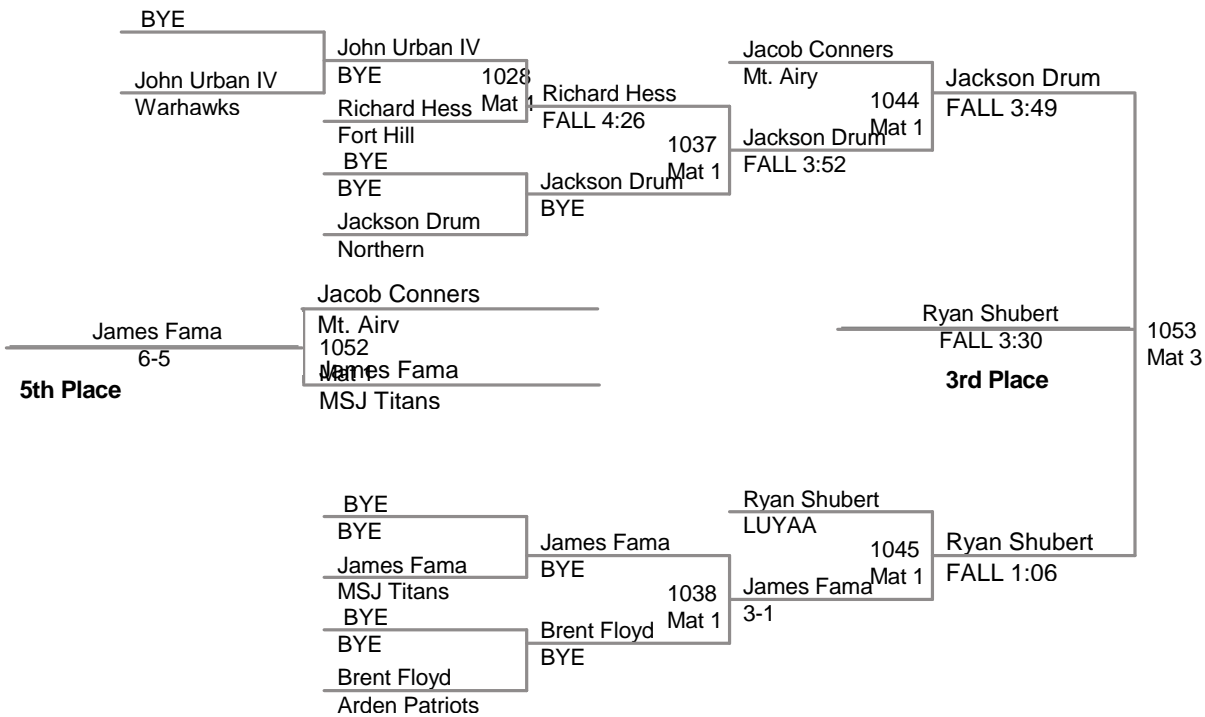 BYE
John Urban IV
Warhawks
John Urban IV
BYE
1028
Mat 1
Richard Hess
Fort Hill
Richard Hess
FALL 4:26
BYE
BYE
Jackson Drum
Northern
Jackson Drum
BYE
1037
Mat 1
Jacob Conners
Mt. Airy
Jackson Drum
FALL 3:52
1044
Mat 1
Jackson Drum
FALL 3:49
James Fama
6-5
5th Place
Jacob Conners
Mt. Airy
1052
Mat 1
James Fama
MSJ Titans
Ryan Shubert
FALL 3:30
3rd Place
1053
Mat 3
BYE
BYE
James Fama
MSJ Titans
James Fama
BYE
BYE
BYE
Brent Floyd
Arden Patriots
Brent Floyd
BYE
1038
Mat 1
Ryan Shubert
LUYAA
James Fama
3-1
1045
Mat 1
Ryan Shubert
FALL 1:06